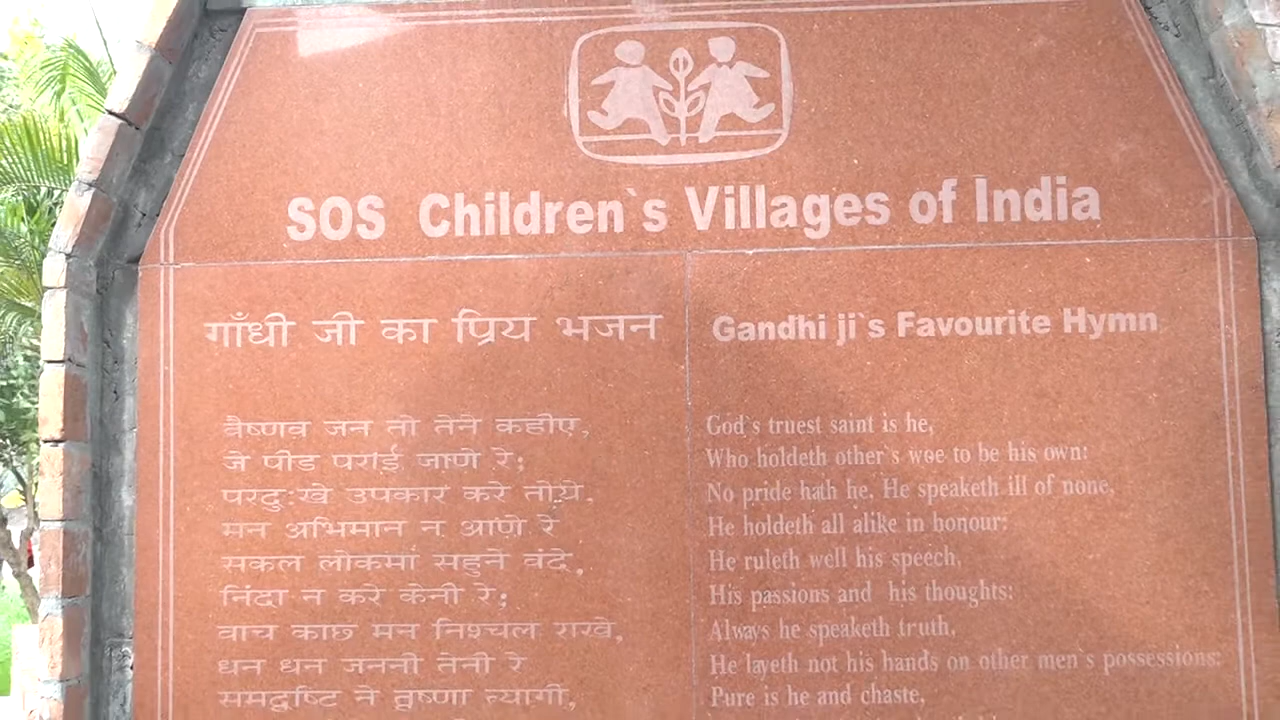 SOS Children`s Villages of India
गाँधी जी का प्रिय भजन
वैष्णव जन तो तेने कहीए,
जे पीड पराई जाणे रे;
परदुःखे उपकार करे तोये,
मन अभिमान न आणे रे
सकल लोकमां सहुने वंदे,
निंदा न करे केनी रे;
वाच काछ मन निश्चल राखे,
धन धन जननी तेनी रे
समदृष्टि ने तृष्णा त्यागी,
Gandhi ji`s Favourite Hymn
God`s truest saint is he,
Who holdeth other`s woe to be his own:
No pride hath he, He speaketh ill of none,
He holdeth all alike in honour:
He ruleth well his speech,
His passions and his thoughts:
Always he speaketh truth,
He layeth not his hands on other men`s possessions:
Pure is he and chaste,